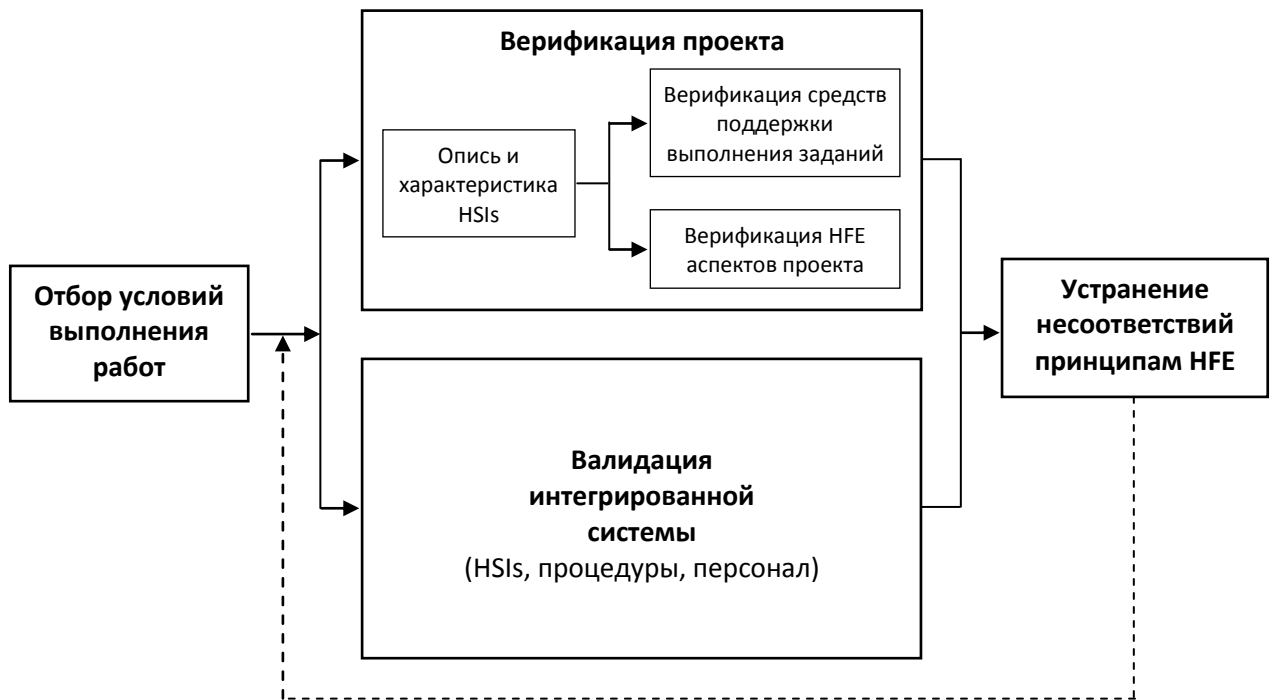 Верификация проекта
Верификация средств
поддержки
выполнения заданий
Опись и
характеристика
HSIs
Верификация HFE
аспектов проекта
Отбор условий
выполнения
работ
Устранение
несоответствий
принципам HFE
Валидация
интегрированной
системы
(HSIs, процедуры, персонал)